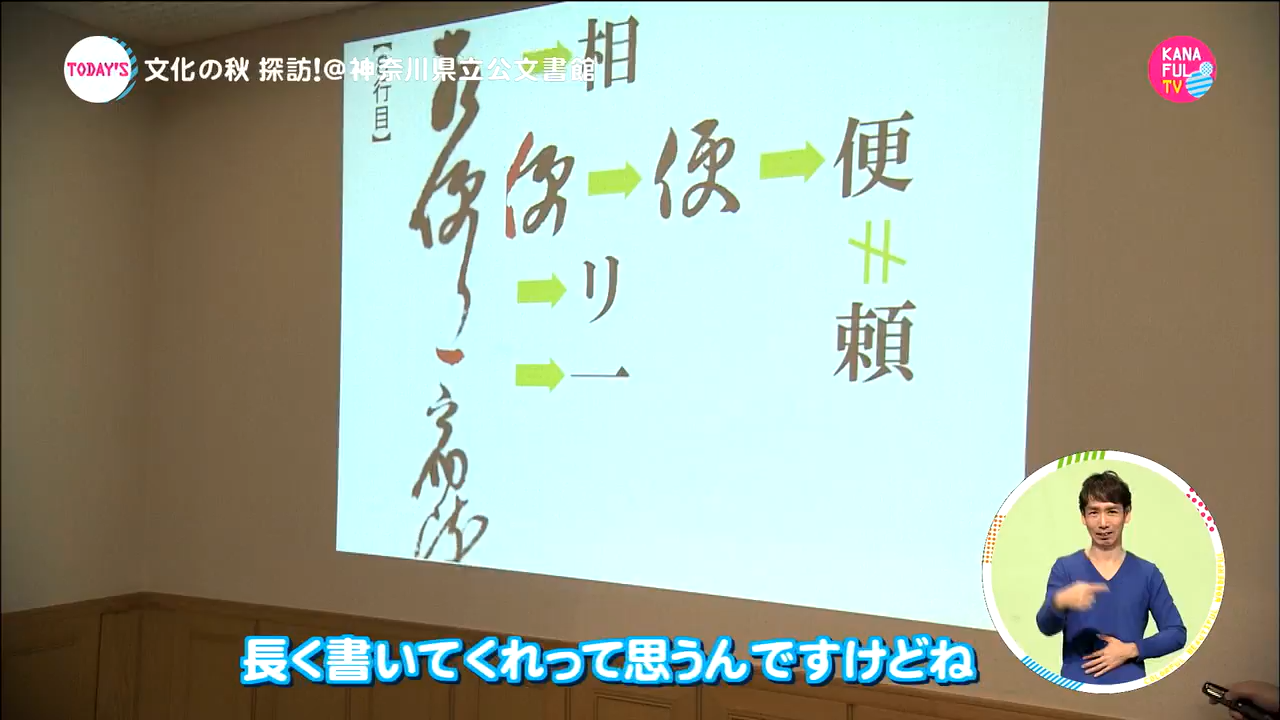 TODAY'S
文化の秋 探訪!@神奈川県立公文書館
KANA
FUL
TV
行目】
相
便
便
≠
頼
リ
一
長く書いてくれって思うんですけどね